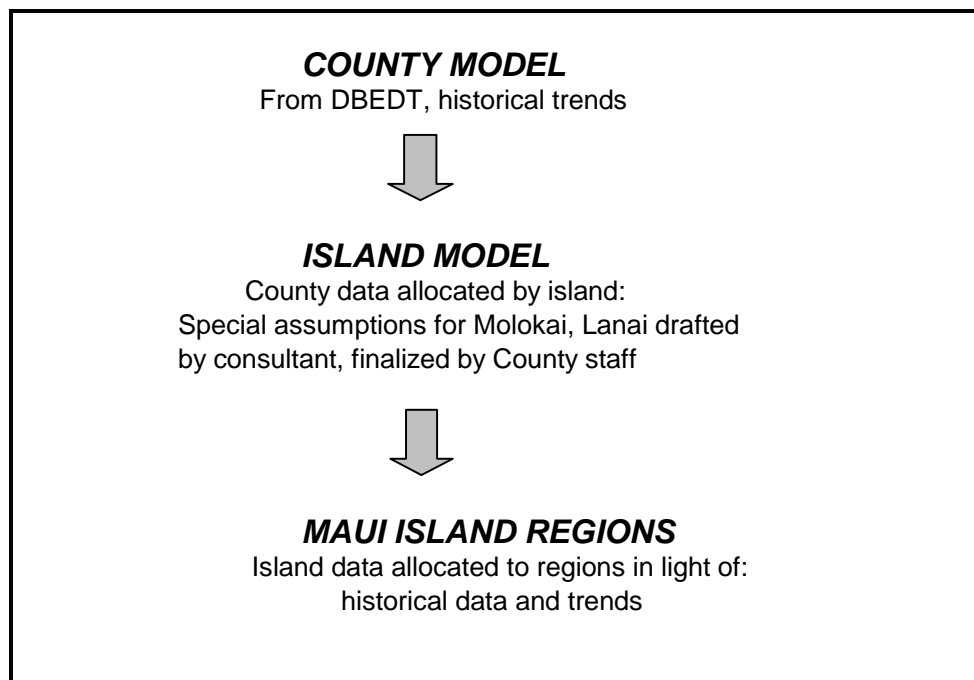 COUNTY MODEL
From DBEDT, historical trends
ISLAND MODEL
County data allocated by island:
Special assumptions for Molokai, Lanai drafted
by consultant, finalized by County staff
MAUI ISLAND REGIONS
Island data allocated to regions in light of:
historical data and trends